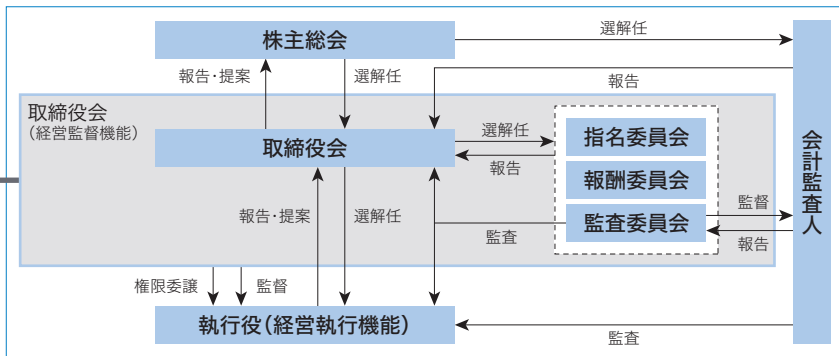 株主総会
選解任
報告・提案
選解任
報告
取締役会
(経営監督機能)
取締役会
選解任
報告
指名委員会
報酬委員会
監査委員会
会計監査人
監督
報告
報告・提案
選解任
監査
権限委譲
監督
執行役(経営執行機能)
監査